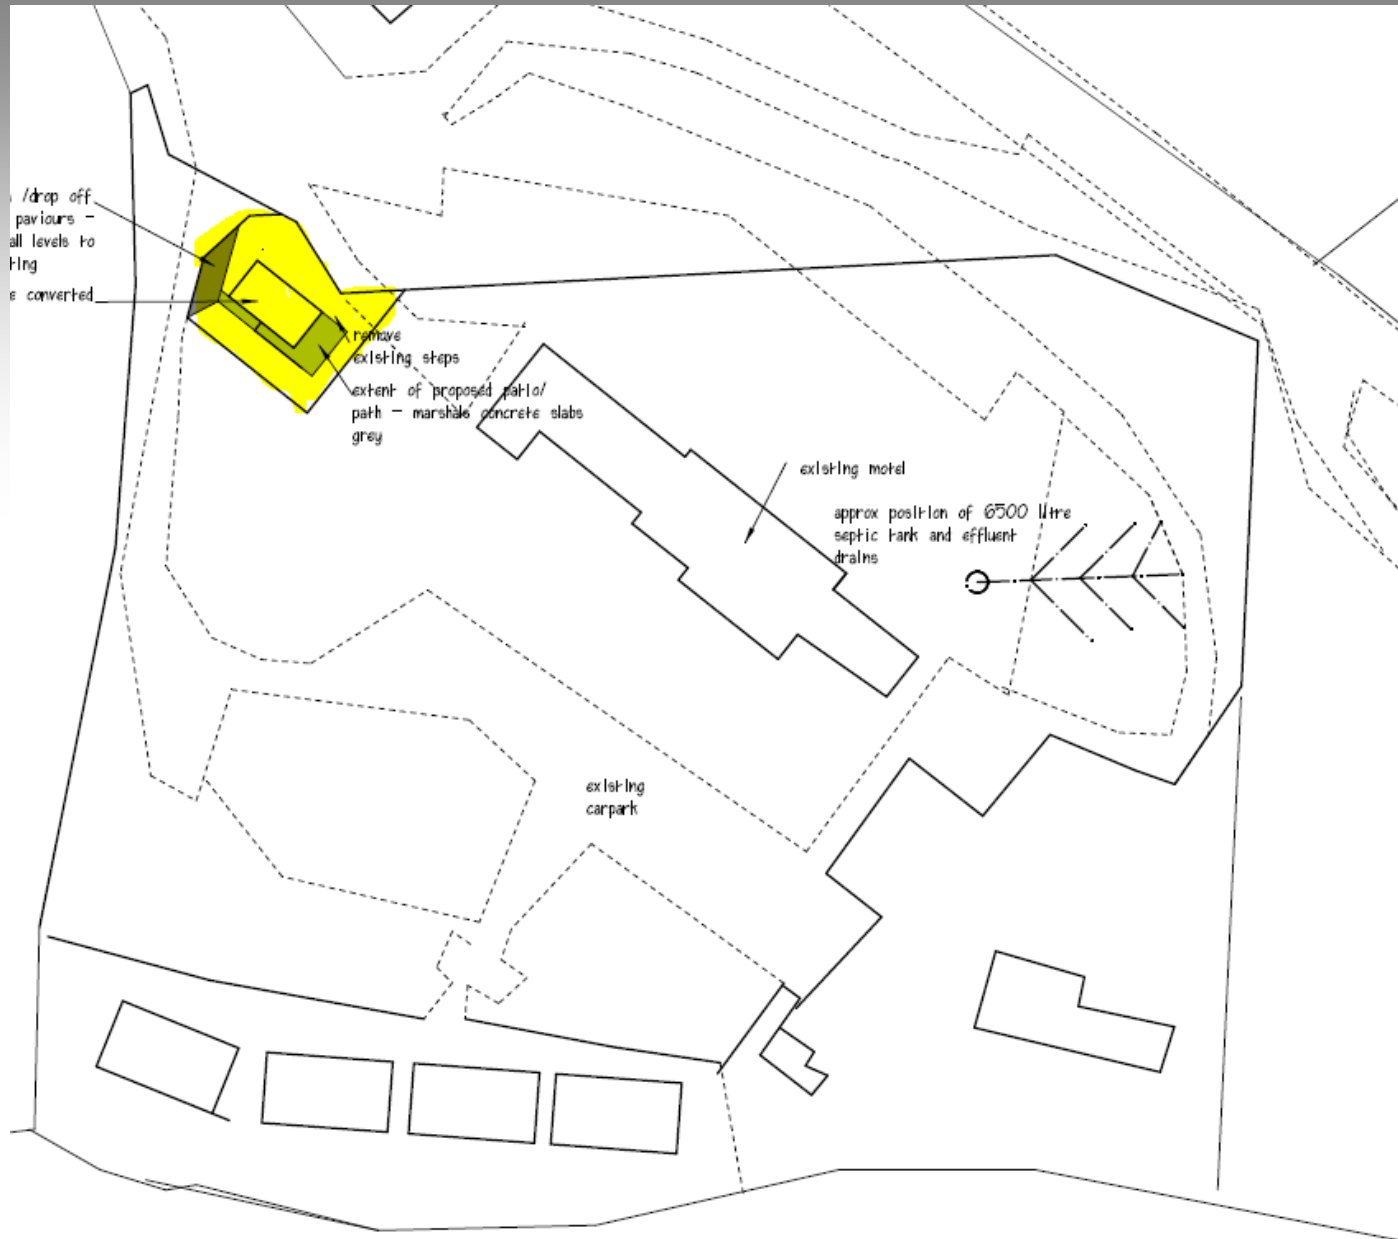 /drop off
paviours –
all levels to
converted
remove
existing steps
extent of proposed patio/
path – marshals concrete slabs
grey
existing motel
approx position of 6500 litre
septic tank and effluent
drains
existing
carpark